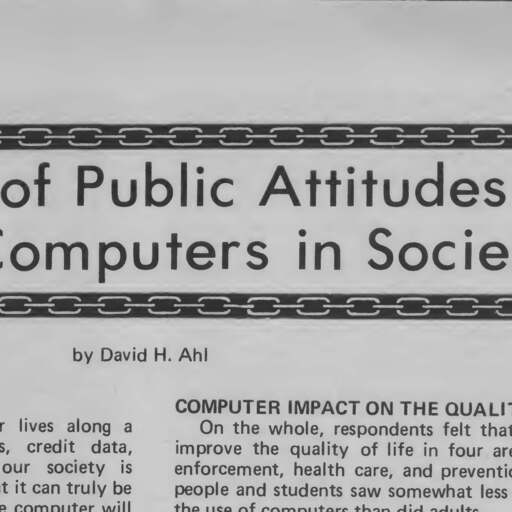 of Public Attitudes
Computers in Socie
by David H. Ahl
r lives along a
s, credit data,
our society is
t it can truly be
e computer will
COMPUTER IMPACT ON THE QUALIT
On the whole, respondents felt that
improve the quality of life in four are
enforcement, health care, and preventio
people and students saw somewhat less
the use of computers than did adults